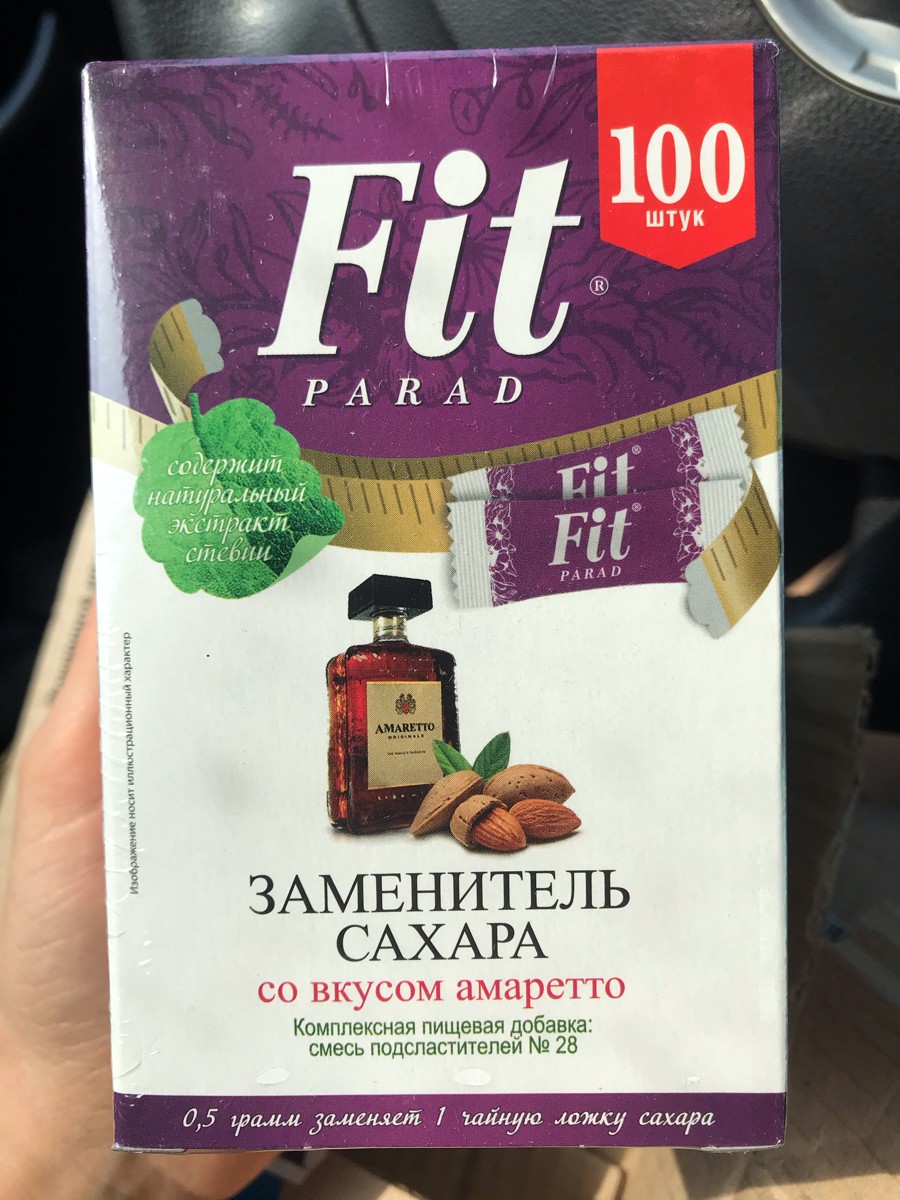 100
штук
Fit®
PARAD
содержит
натуральный
экстракт
стевии
Fit®
Fit®
PARAD
Изображение носит иллюстрационный характер
AMARETTO
ORIGINALE
ЗАМЕНИТЕЛЬ
САХАРА
со вкусом амаретто
Комплексная пищевая добавка:
смесь подсластителей № 28
0,5 грамм заменяет 1 чайную ложку сахара